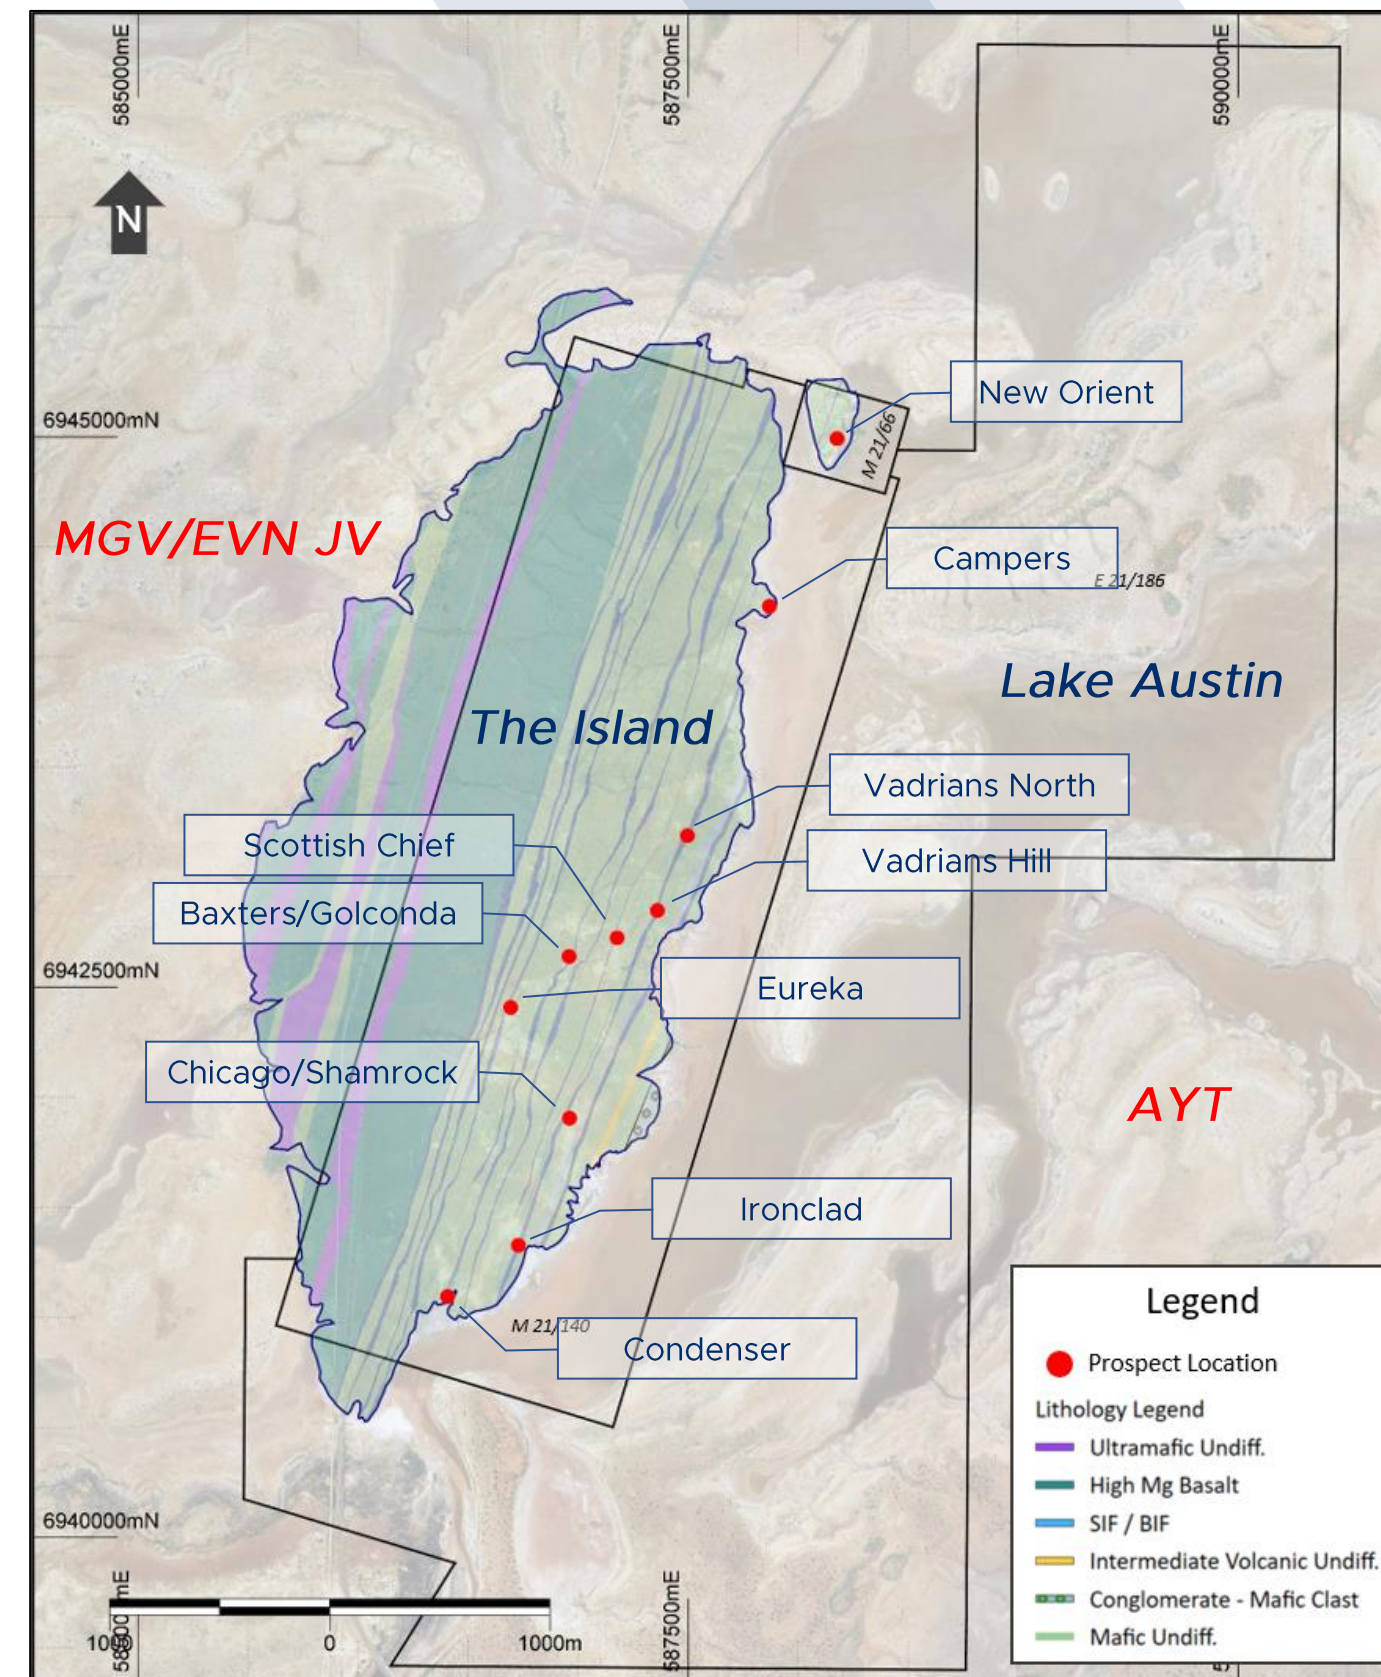 585000mE
587500mE
590000mE
N
New Orient
6945000mN
M 21/66
MGV/EVN JV
Campers
E 21/186
Lake Austin
The Island
Vadrians North
Scottish Chief
Vadrians Hill
Baxters/Golconda
6942500mN
Eureka
Chicago/Shamrock
AYT
Ironclad
M 21/140
Condenser
Legend
Prospect Location
Lithology Legend
Ultramafic Undiff.
High Mg Basalt
SIF / BIF
Intermediate Volcanic Undiff.
Conglomerate - Mafic Clast
Mafic Undiff.
6940000mN
587500mE
1000 0 1000m